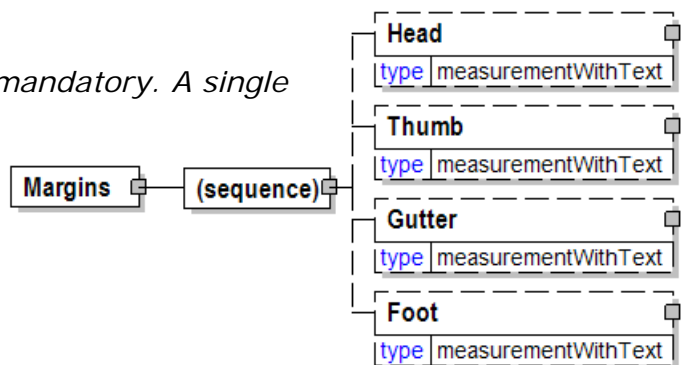 Head
type measurementWithText
mandatory. A single
Thumb
type measurementWithText
Margins
(sequence)
Gutter
type measurementWithText
Foot
type measurementWithText